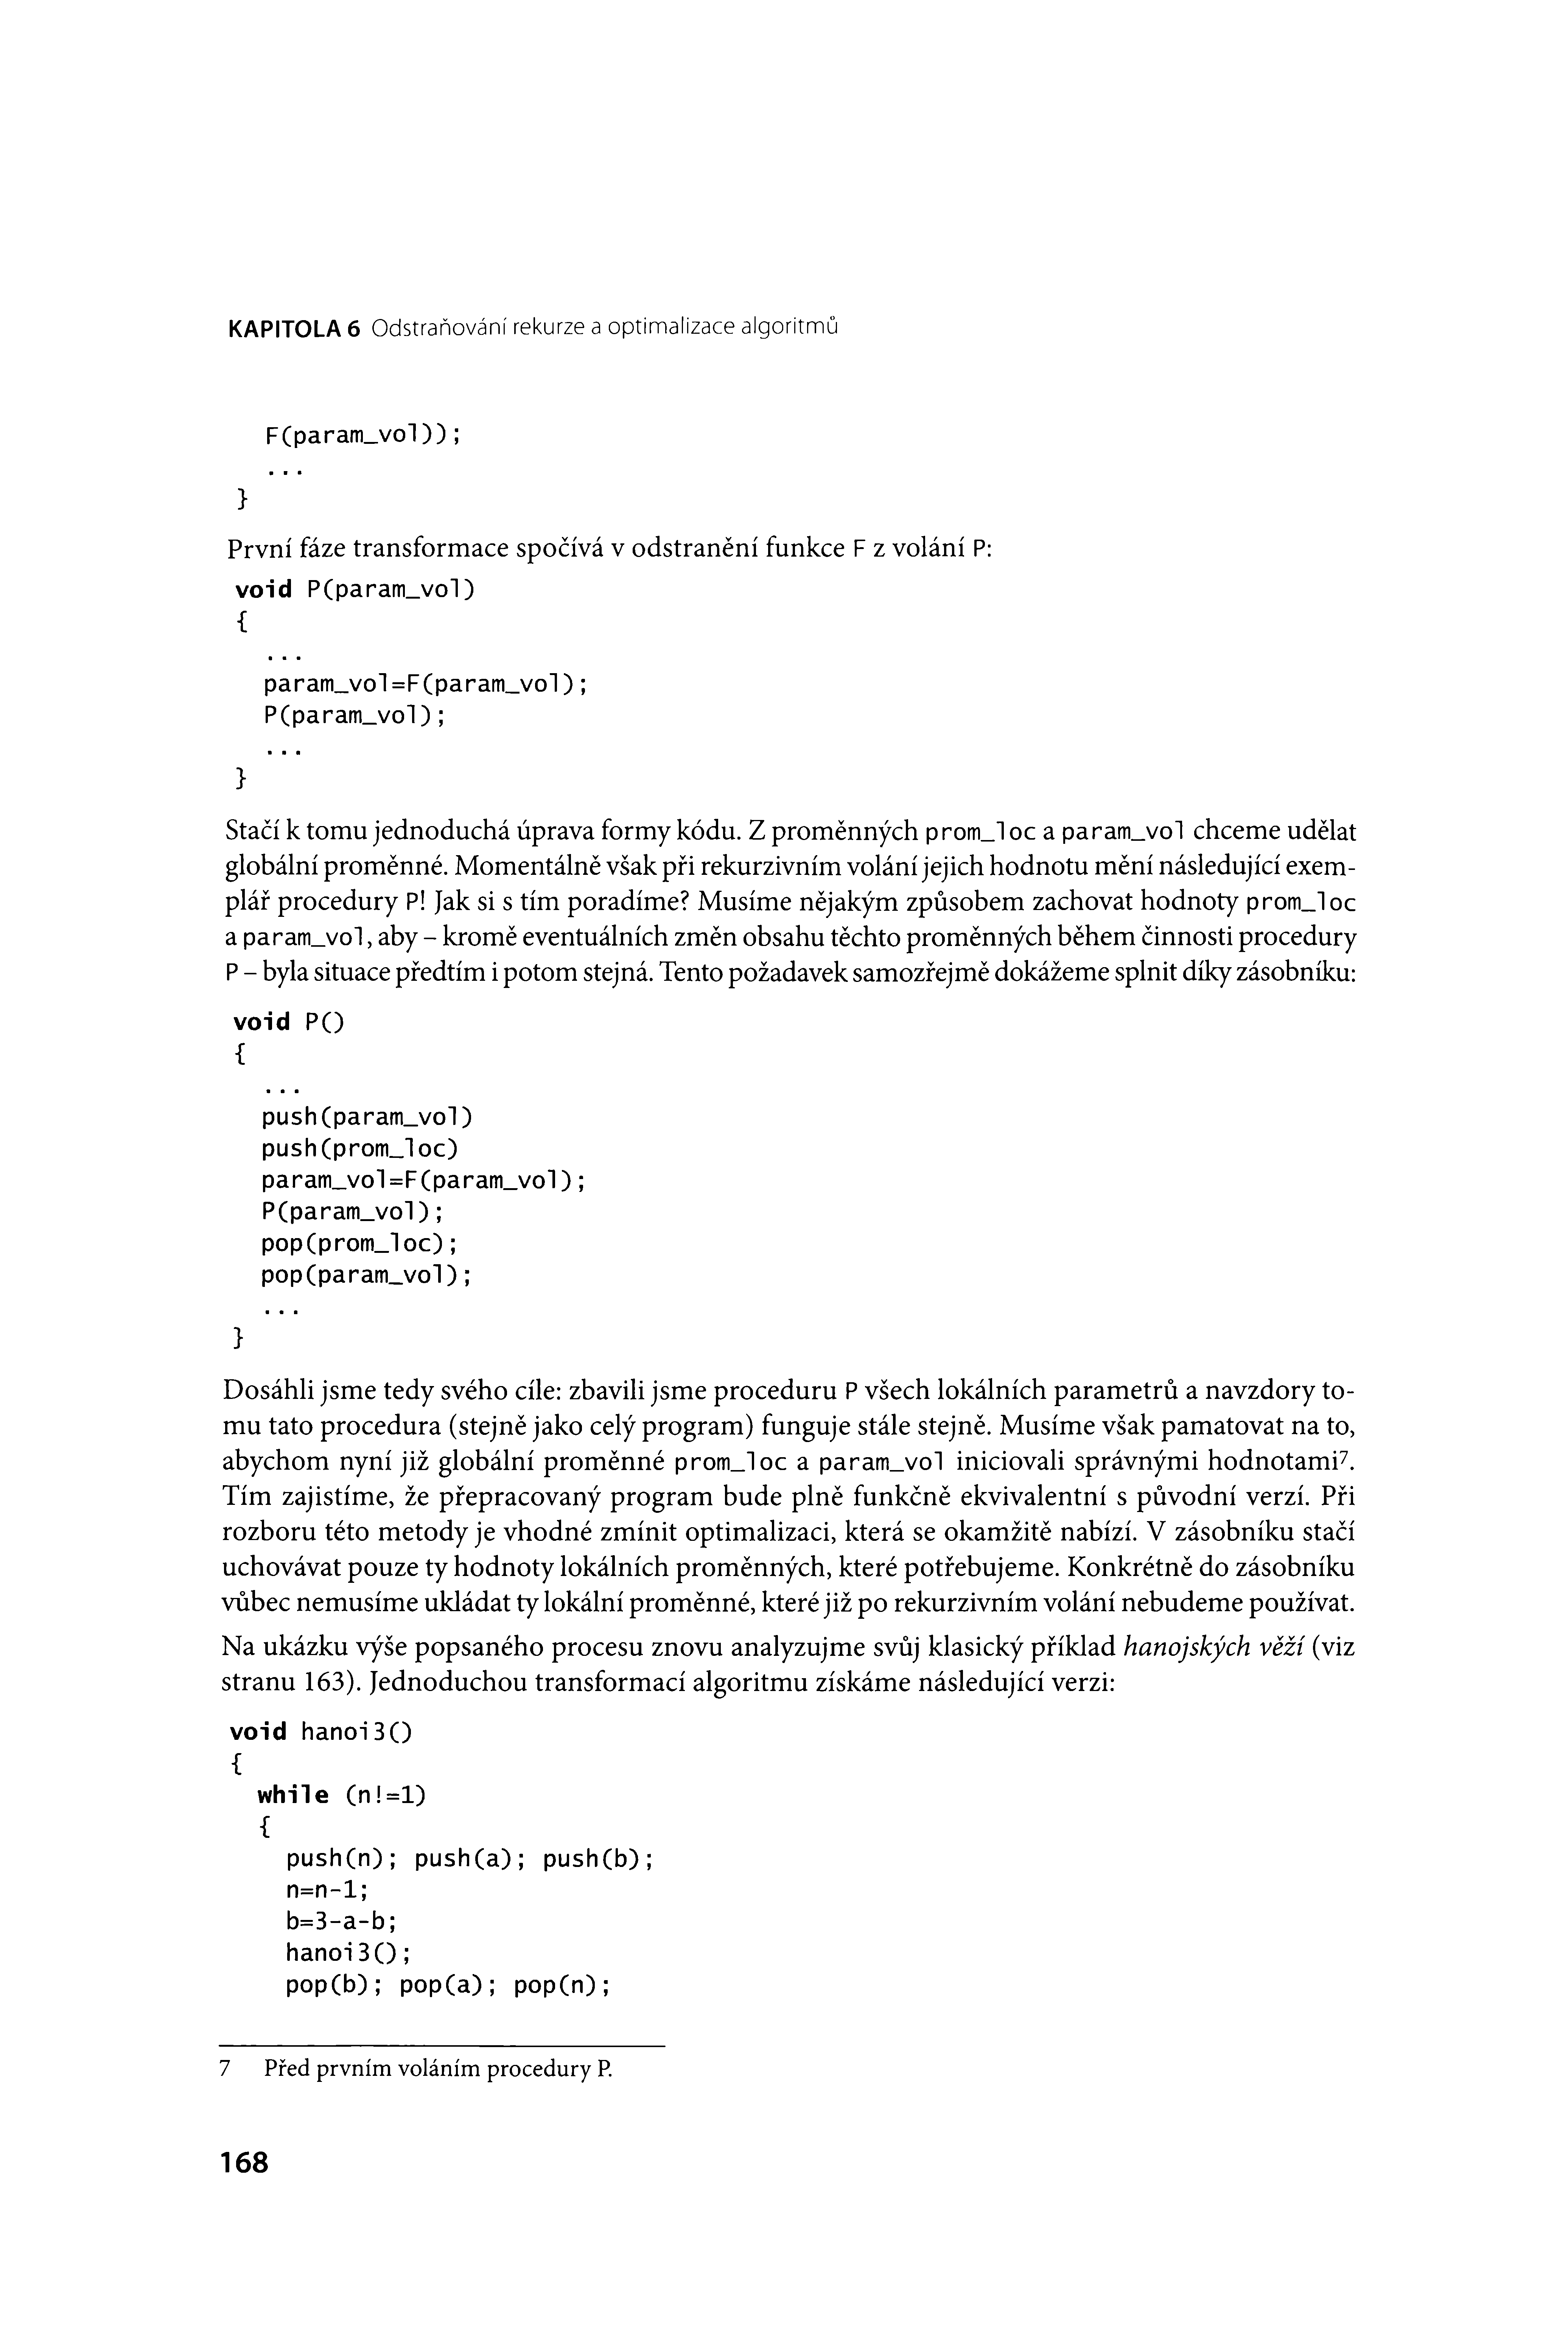 KAPITOLA 6 Odstraňování rekurze a optimalizace algoritmů
F(param_vol));
...
}
První fáze transformace spočívá v odstranění funkce F z volání P:
void P(param_vol)
{
...
param_vol=F(param_vol);
P(param_vol);
...
}
Stačí k tomu jednoduchá úprava formy kódu. Z proměnných prom_loc a param_vol chceme udělat
globální proměnné. Momentálně však při rekurzivním volání jejich hodnotu mění následující exem-
plář procedury P! Jak si s tím poradíme? Musíme nějakým způsobem zachovat hodnoty prom_loc
a param_vol, aby – kromě eventuálních změn obsahu těchto proměnných během činnosti procedury
P – byla situace předtím i potom stejná. Tento požadavek samozřejmě dokážeme splnit díky zásobníku:
void P()
{
...
push(param_vol)
push(prom_loc)
param_vol=F(param_vol);
P(param_vol);
pop(prom_loc);
pop(param_vol);
...
}
Dosáhli jsme tedy svého cíle: zbavili jsme proceduru P všech lokálních parametrů a navzdory to-
mu tato procedura (stejně jako celý program) funguje stále stejně. Musíme však pamatovat na to,
abychom nyní již globální proměnné prom_loc a param_vol iniciovali správnými hodnotami⁷.
Tím zajistíme, že přepracovaný program bude plně funkčně ekvivalentní s původní verzí. Při
rozboru této metody je vhodné zmínit optimalizaci, která se okamžitě nabízí. V zásobníku stačí
uchovávat pouze ty hodnoty lokálních proměnných, které potřebujeme. Konkrétně do zásobníku
vůbec nemusíme ukládat ty lokální proměnné, které již po rekurzivním volání nebudeme používat.
Na ukázku výše popsaného procesu znovu analyzujme svůj klasický příklad hanojských věží (viz
stranu 163). Jednoduchou transformací algoritmu získáme následující verzi:
void hanoi3()
{
while (n!=1)
{
push(n); push(a); push(b);
n=n-1;
b=3-a-b;
hanoi3();
pop(b); pop(a); pop(n);
7 Před prvním voláním procedury P.
168